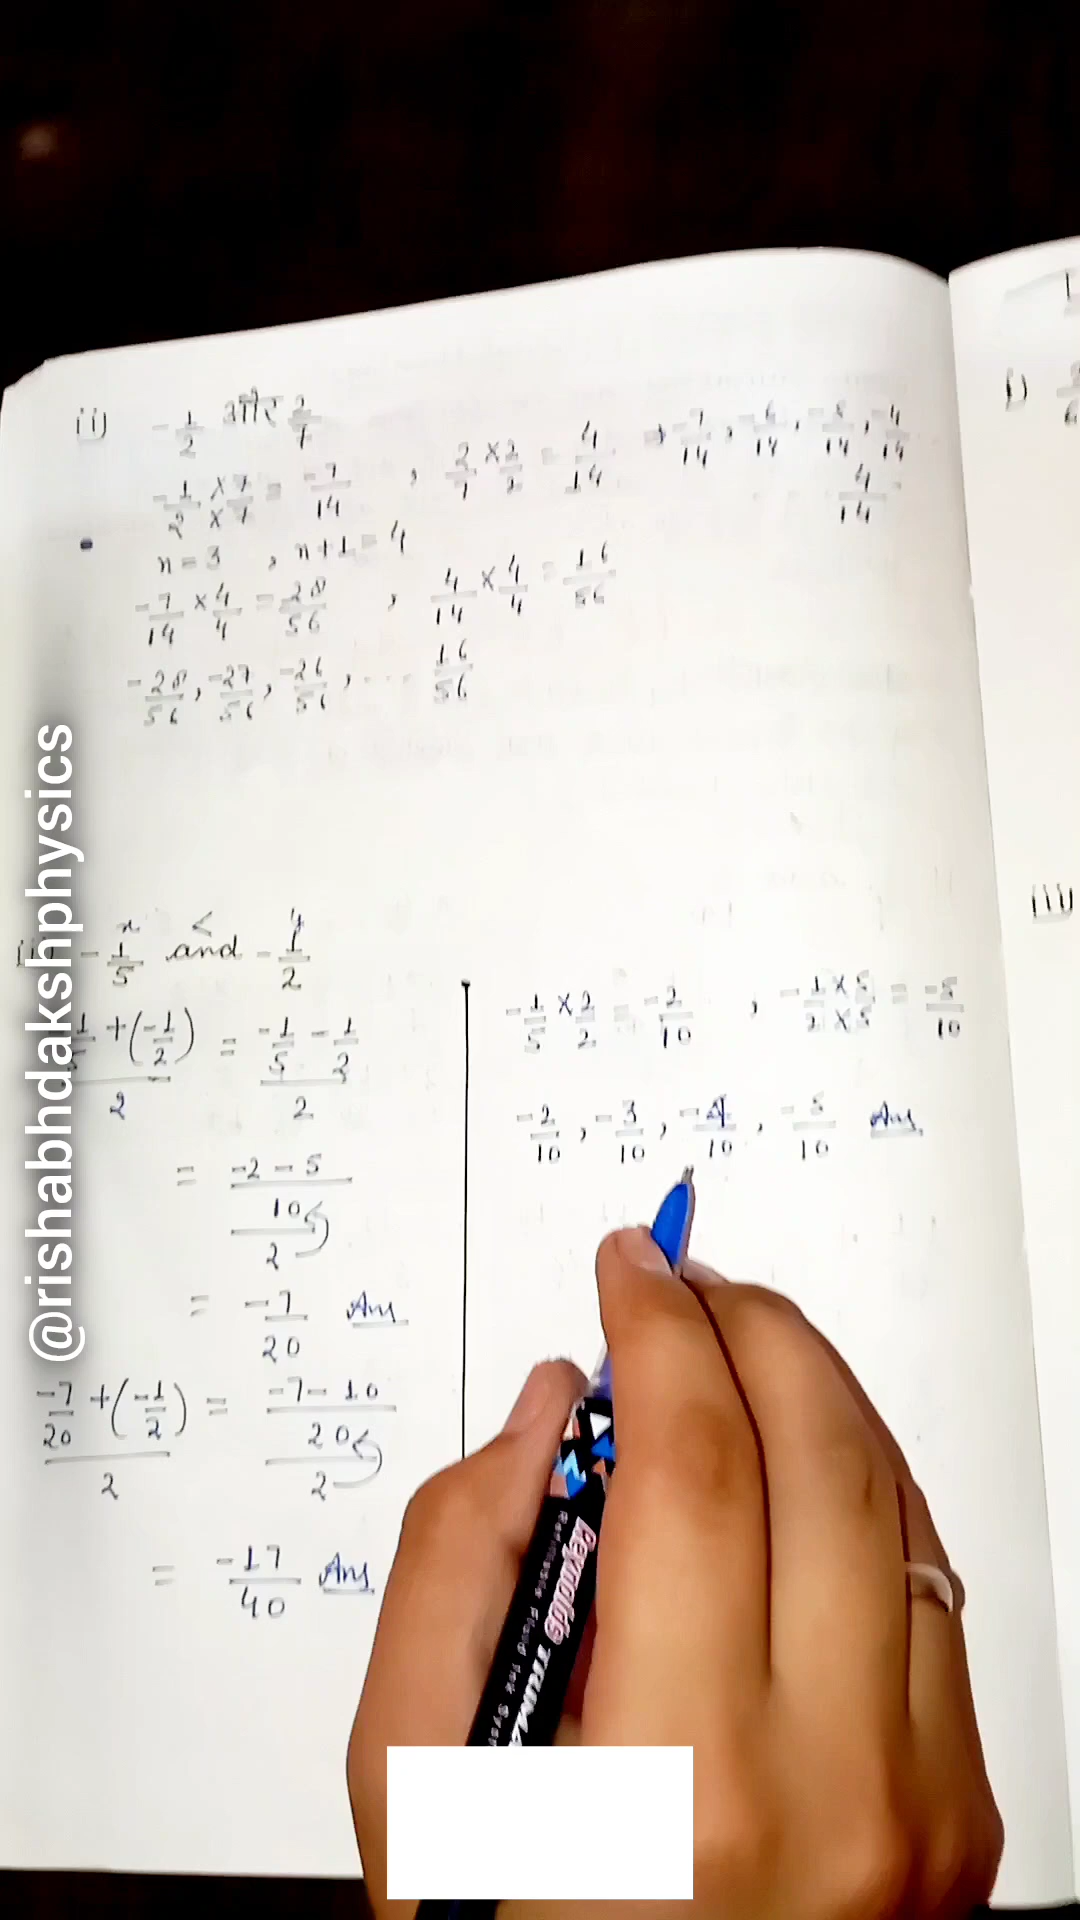 ii) -1/2 और 2/7
-1/2 × 7/7 = -7/14 , 2/7 × 2/2 = 4/14 → -7/14, -6/14, -5/14, -4/14
4/14
n = 3 , n+1 = 4
-7/14 × 4/4 = -28/56 , 4/14 × 4/4 = 16/56
-28/56, -27/56, -26/56, ... 16/56
x < y
-1/5 and -1/2
+(-1/2)/2 = (-1/5 - 1/2)/2
= ((-2-5)/10)/2
= -7/20 Ans
(-7/20 + (-1/2))/2 = ((-7-10)/20)/2
= -17/40 Ans
-1/5 × 2/2 = -2/10 , -1/2 × 5/5 = -5/10
-2/10, -3/10, -4/10, -5/10 Ans
i)
iii)
@rishabhdakshphysics
Reynolds TRIMAX